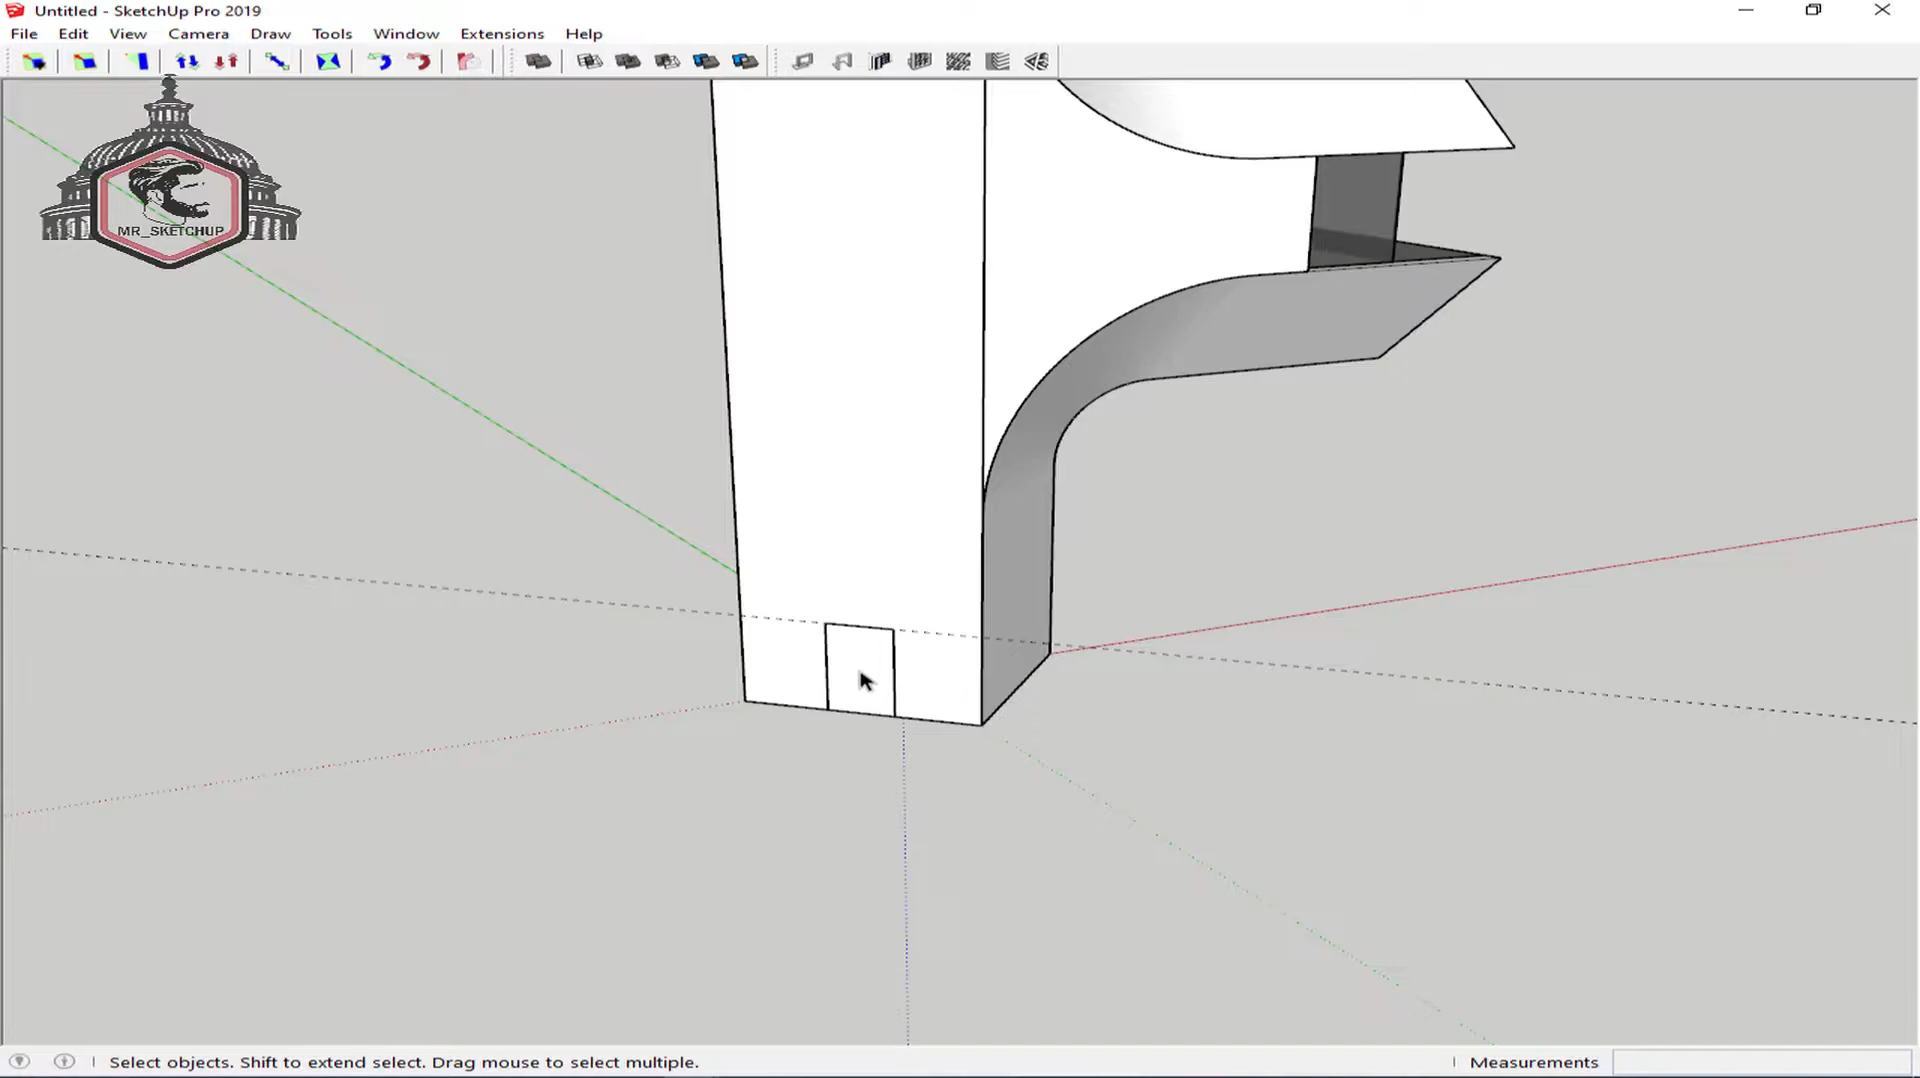 Untitled - SketchUp Pro 2019
File Edit View Camera Draw Tools Window Extensions Help
MR_SKETCHUP
Select objects. Shift to extend select. Drag mouse to select multiple.
Measurements